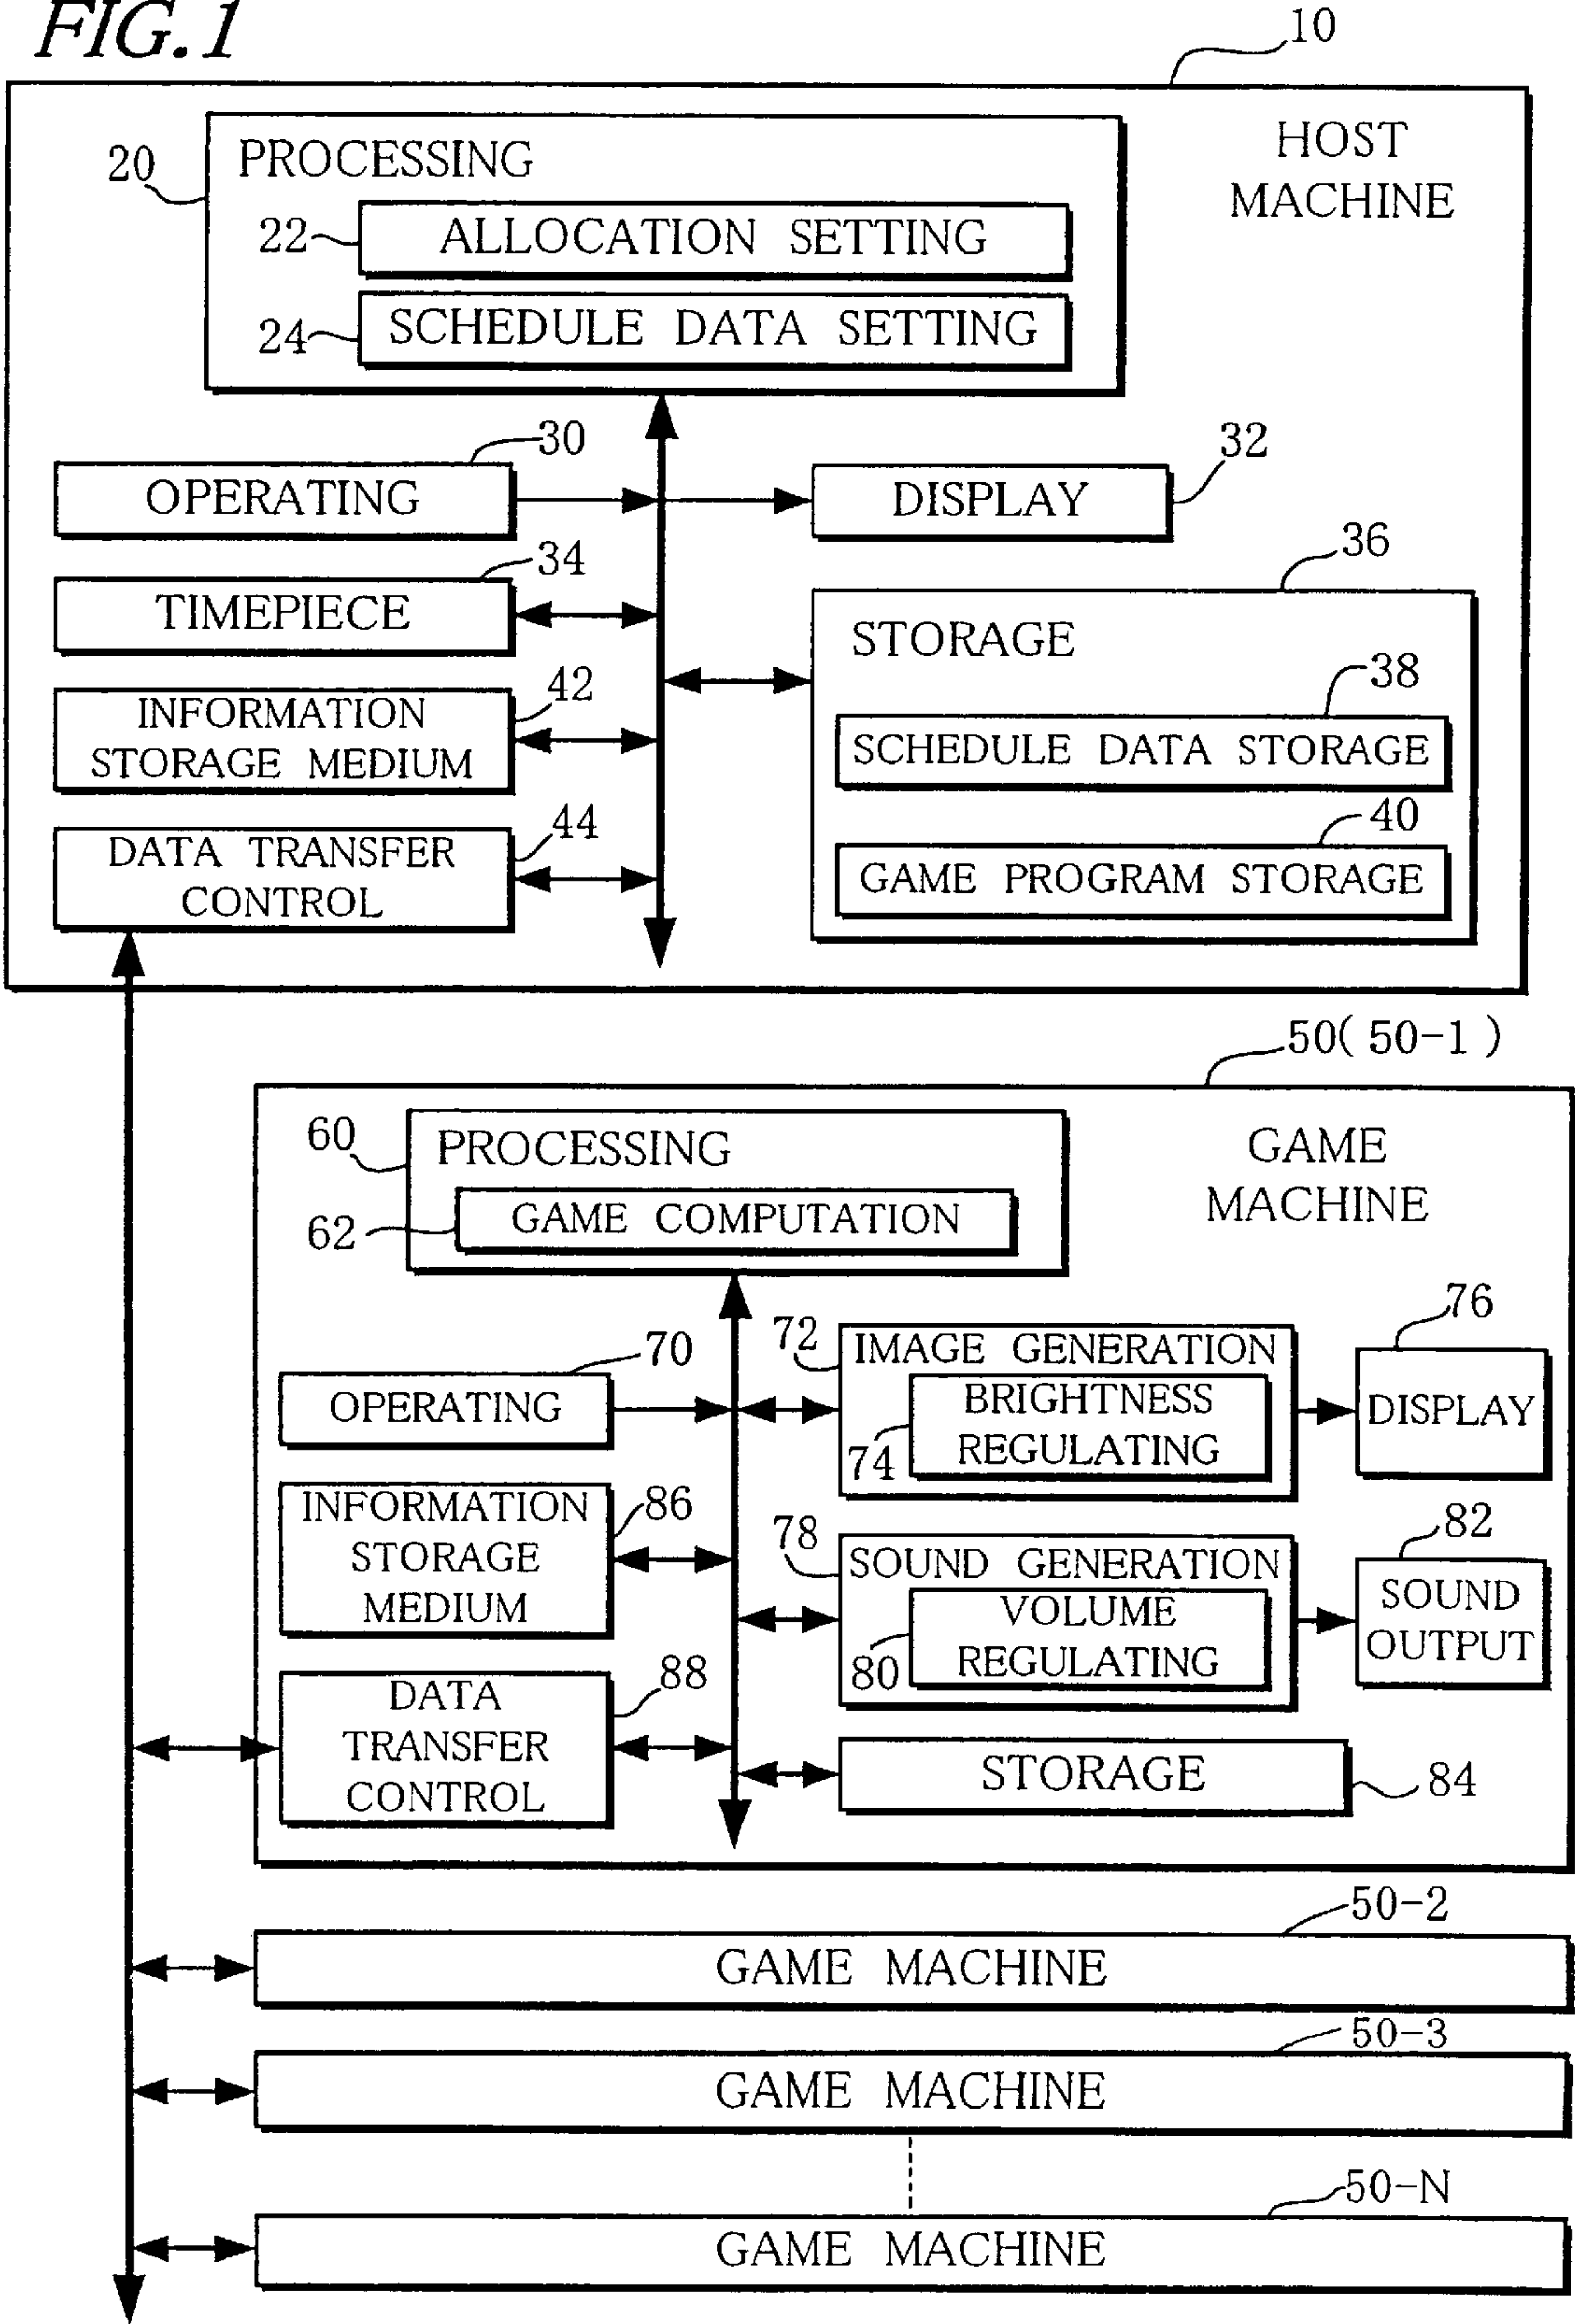 FIG.1
10
HOST
MACHINE
20
PROCESSING
22
ALLOCATION SETTING
24
SCHEDULE DATA SETTING
30
OPERATING
32
DISPLAY
34
TIMEPIECE
36
STORAGE
38
SCHEDULE DATA STORAGE
40
GAME PROGRAM STORAGE
42
INFORMATION
STORAGE MEDIUM
44
DATA TRANSFER
CONTROL
50(50-1)
GAME
MACHINE
60
PROCESSING
62
GAME COMPUTATION
70
OPERATING
72
IMAGE GENERATION
74
BRIGHTNESS
REGULATING
76
DISPLAY
86
INFORMATION
STORAGE
MEDIUM
78
SOUND GENERATION
80
VOLUME
REGULATING
82
SOUND
OUTPUT
88
DATA
TRANSFER
CONTROL
STORAGE
84
50-2
GAME MACHINE
50-3
GAME MACHINE
50-N
GAME MACHINE